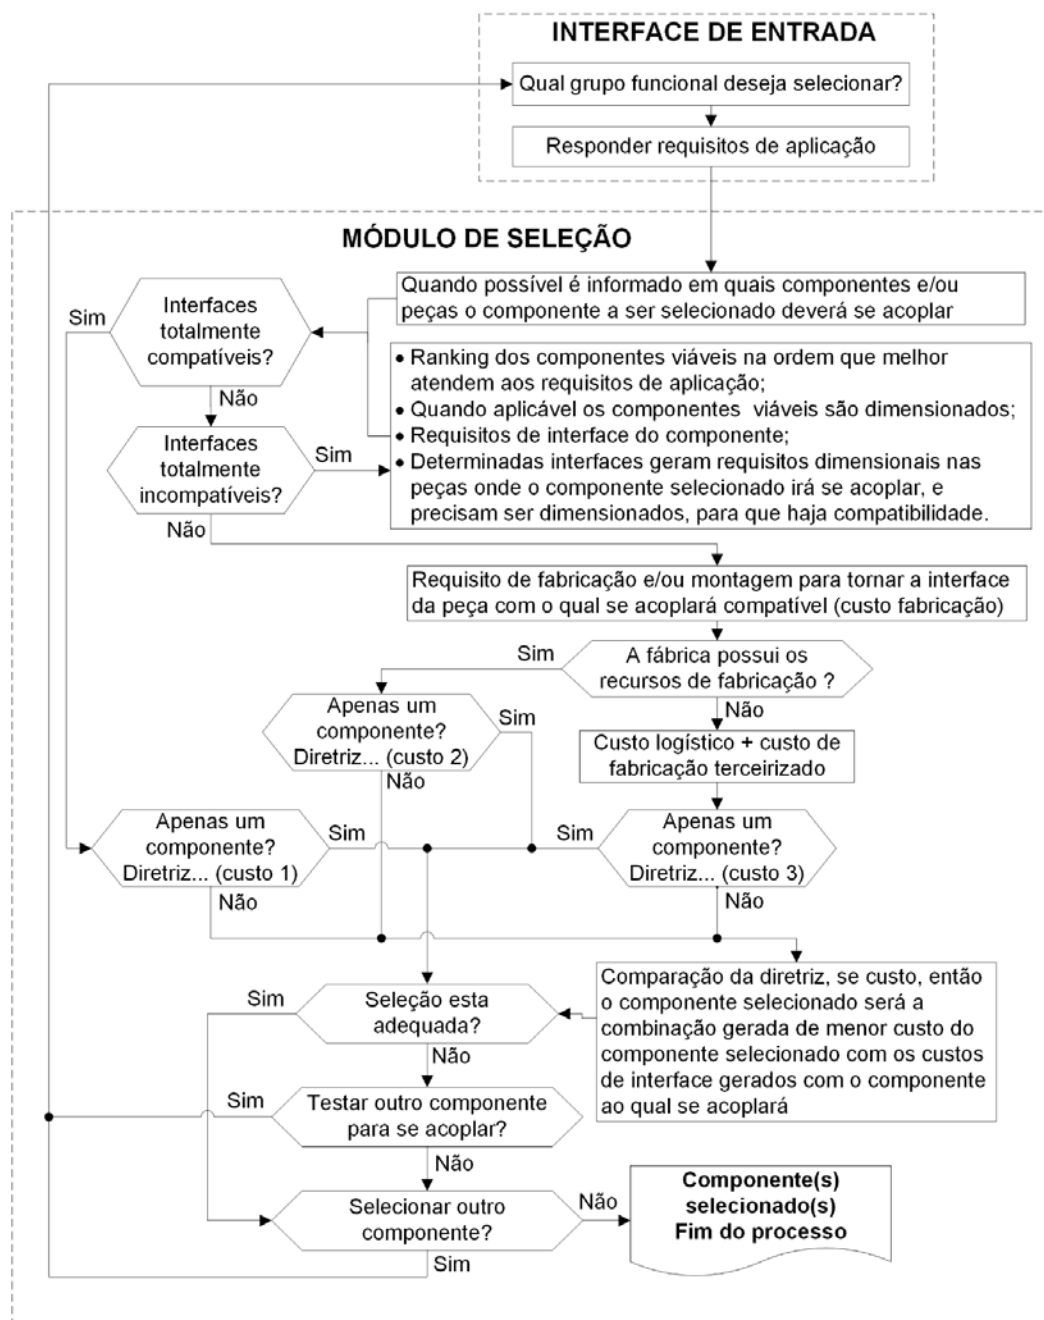 INTERFACE DE ENTRADA
Qual grupo funcional deseja selecionar?
Responder requisitos de aplicação
MÓDULO DE SELEÇÃO
Quando possível é informado em quais componentes e/ou
peças o componente a ser selecionado deverá se acoplar
Interfaces
totalmente
compatíveis?
Sim
Não
• Ranking dos componentes viáveis na ordem que melhor
atendem aos requisitos de aplicação;
• Quando aplicável os componentes viáveis são dimensionados;
• Requisitos de interface do componente;
• Determinadas interfaces geram requisitos dimensionais nas
peças onde o componente selecionado irá se acoplar, e
precisam ser dimensionados, para que haja compatibilidade.
Interfaces
totalmente
incompatíveis?
Sim
Não
Requisito de fabricação e/ou montagem para tornar a interface
da peça com o qual se acoplará compatível (custo fabricação)
A fábrica possui os
recursos de fabricação ?
Sim
Não
Apenas um
componente?
Diretriz... (custo 2)
Sim
Não
Custo logístico + custo de
fabricação terceirizado
Apenas um
componente?
Diretriz... (custo 1)
Sim
Não
Apenas um
componente?
Diretriz... (custo 3)
Sim
Não
Comparação da diretriz, se custo, então
o componente selecionado será a
combinação gerada de menor custo do
componente selecionado com os custos
de interface gerados com o componente
ao qual se acoplará
Seleção esta
adequada?
Sim
Não
Testar outro componente
para se acoplar?
Sim
Não
Selecionar outro
componente?
Não
Sim
Componente(s)
selecionado(s)
Fim do processo